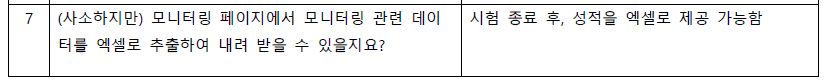 7 (사소하지만) 모니터링 페이지에서 모니터링 관련 데이 시험 종료 후, 성적을 엑셀로 제공 가능함
터를 엑셀로 추출하여 내려 받을 수 있을지요?